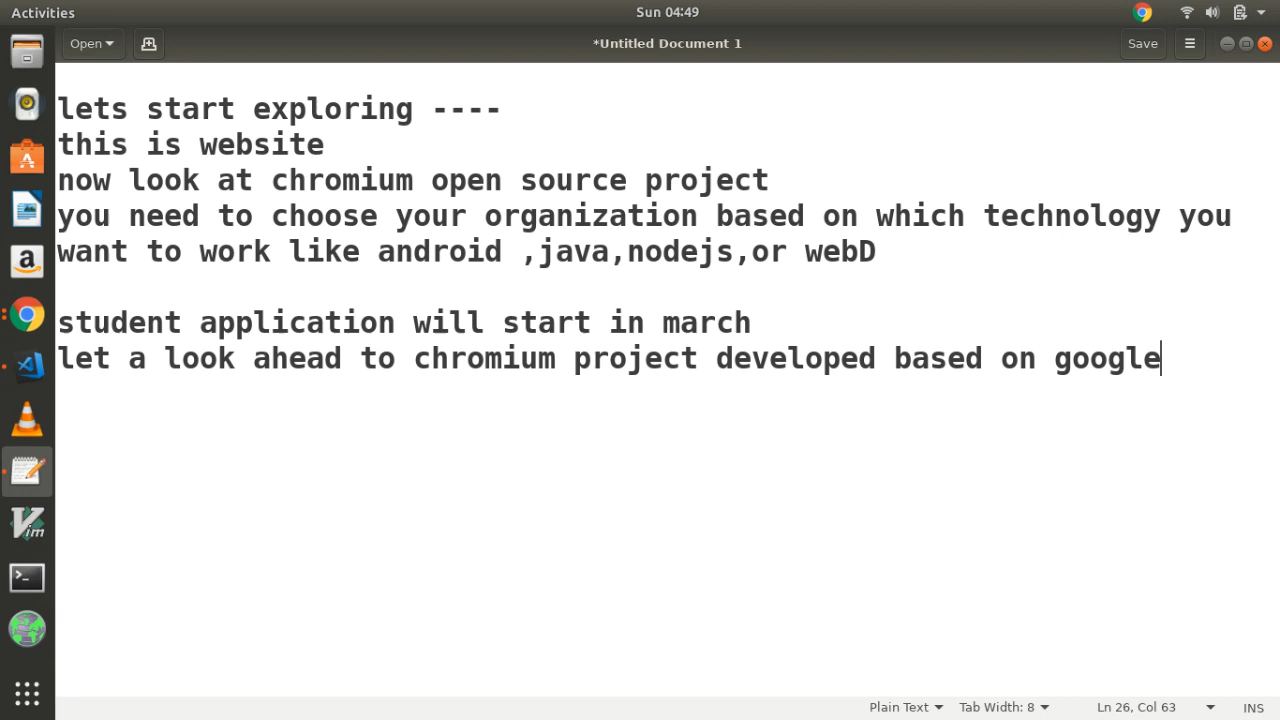 Activities
Sun 04:49
Open
*Untitled Document 1
Save
lets start exploring ----
this is website
now look at chromium open source project
you need to choose your organization based on which technology you
want to work like android ,java,nodejs,or webD
student application will start in march
let a look ahead to chromium project developed based on google
Plain Text
Tab Width: 8
Ln 26, Col 63
INS